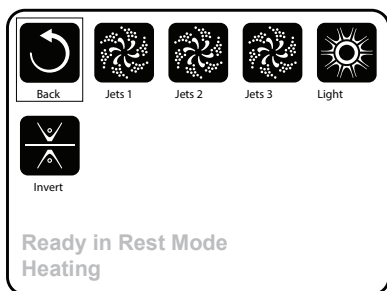 Back Jets 1 Jets 2 Jets 3 Light
Invert
Ready in Rest Mode
Heating